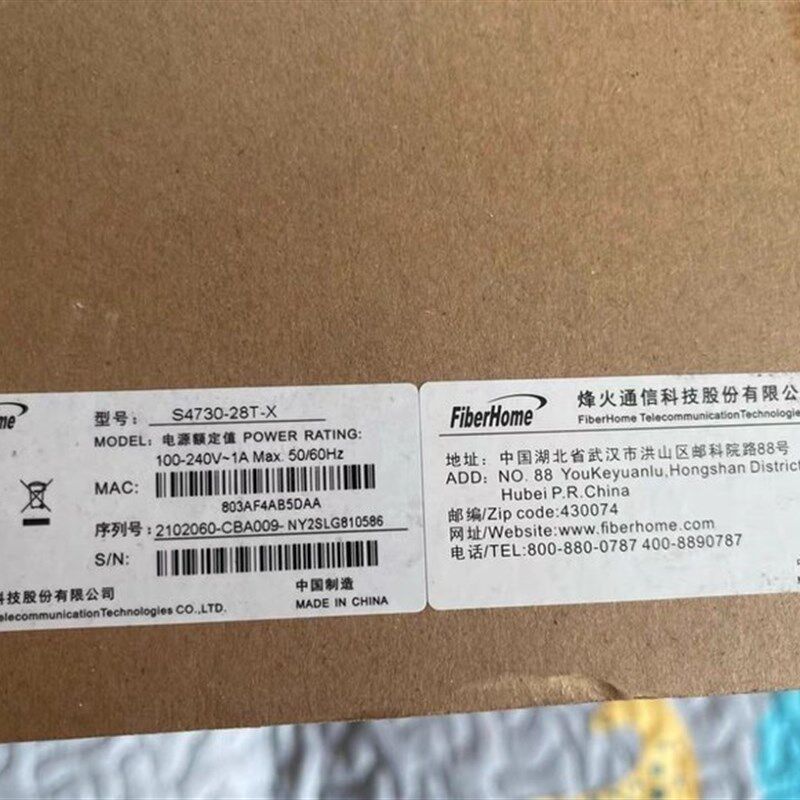 me
型号: S4730-28T-X
MODEL: 电源额定值 POWER RATING:
100-240V~1A Max. 50/60Hz
MAC:
803AF4AB5DAA
序列号: 2102060-CBA009- NY2SLG810586
S/N:
科技股份有限公司
elecommunicationTechnologies CO.,LTD.
中国制造
MADE IN CHINA
FiberHome
烽火通信科技股份有限公
FiberHome TelecommunicationTechnologie
地址: 中国湖北省武汉市洪山区邮科院路88号
ADD: NO. 88 YouKeyuanlu,Hongshan District
Hubei P.R.China
邮编/Zip code:430074
网址/Website:www.fiberhome.com
电话/TEL:800-880-0787 400-8890787